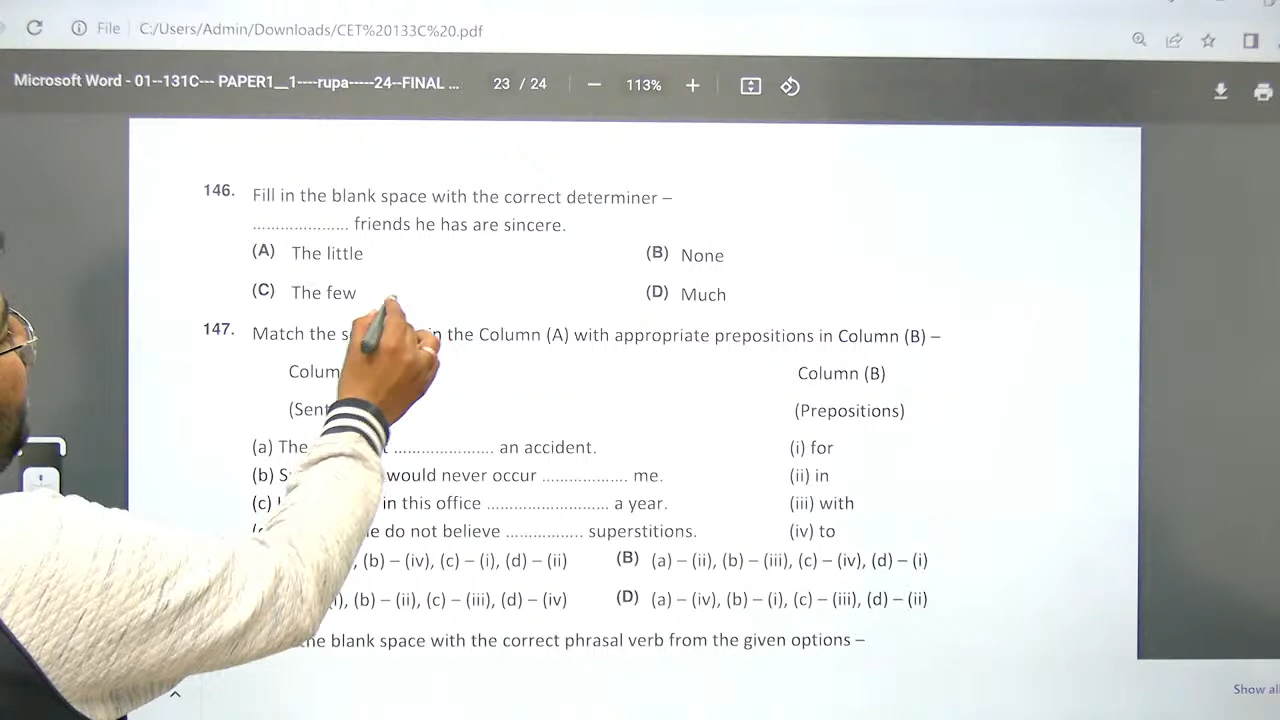 File C:/Users/Admin/Downloads/CET%20133C%20.pdf
Microsoft Word - 01--131C--- PAPER1__1----rupa-----24--FINAL ... 23 / 24 113%
146. Fill in the blank space with the correct determiner –
..................... friends he has are sincere.
(A) The little (B) None
(C) The few (D) Much
147. Match the in the Column (A) with appropriate prepositions in Column (B) –
Column (B)
(Prepositions)
(a) The ..................... an accident. (i) for
(b) would never occur .................. me. (ii) in
(c) in this office .......................... a year. (iii) with
do not believe ................ superstitions. (iv) to
, (b) – (iv), (c) – (i), (d) – (ii) (B) (a) – (ii), (b) – (iii), (c) – (iv), (d) – (i)
, (b) – (ii), (c) – (iii), (d) – (iv) (D) (a) – (iv), (b) – (i), (c) – (iii), (d) – (ii)
the blank space with the correct phrasal verb from the given options –
Show all